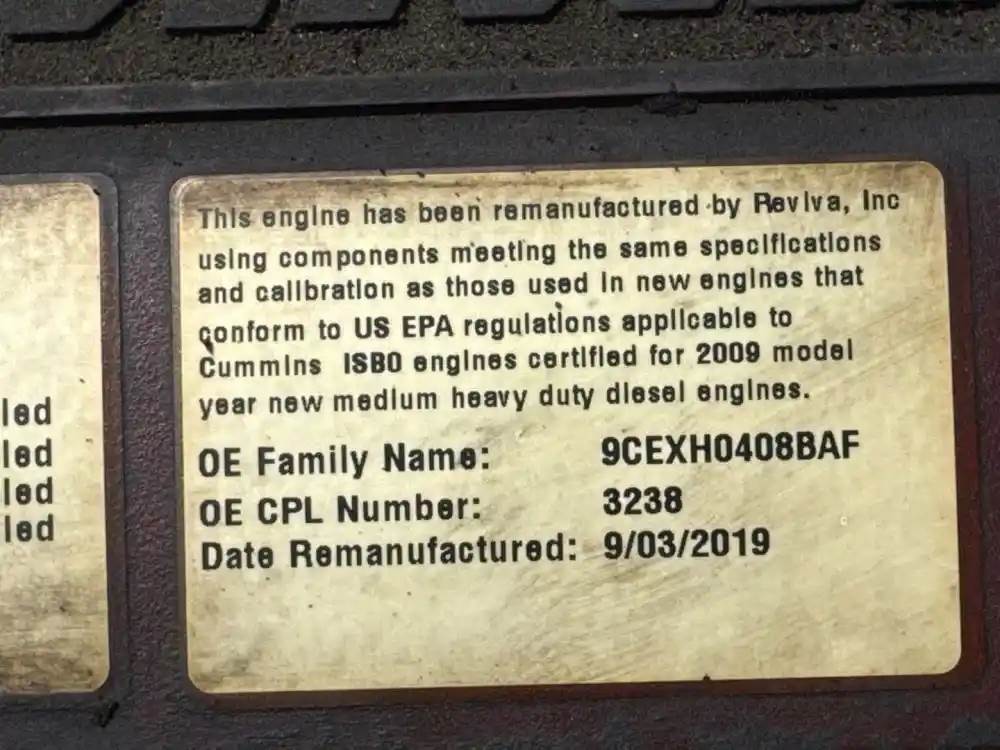 This engine has been remanufactured by Reviva, Inc
using components meeting the same specifications
and calibration as those used in new engines that
conform to US EPA regulations applicable to
Cummins ISB0 engines certified for 2009 model
year new medium heavy duty diesel engines.
OE Family Name: 9CEXH0408BAF
OE CPL Number: 3238
Date Remanufactured: 9/03/2019
led
led
led
led